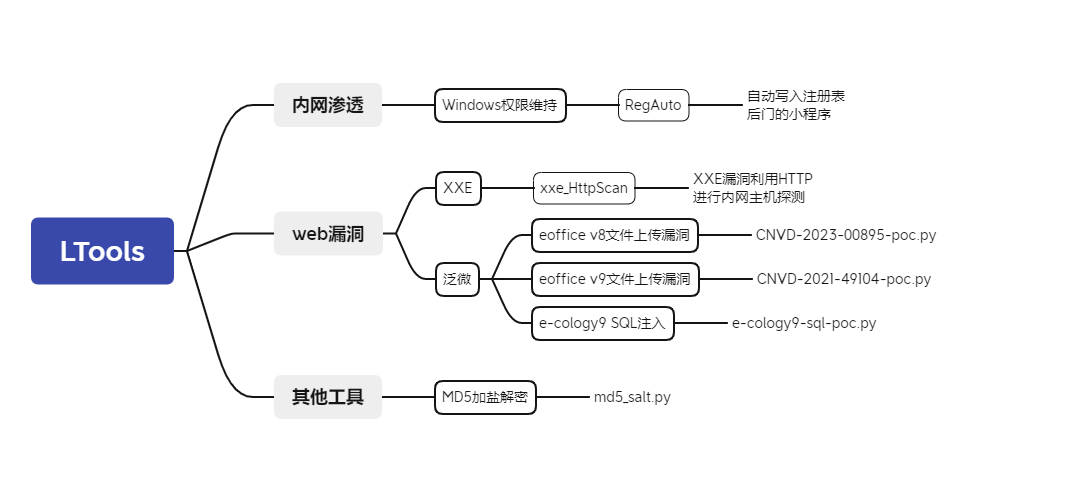 LTools
内网渗透
Windows权限维持
RegAuto
自动写入注册表
后门的小程序
web漏洞
XXE
xxe_HttpScan
XXE漏洞利用HTTP
进行内网主机探测
泛微
eoffice v8文件上传漏洞
CNVD-2023-00895-poc.py
eoffice v9文件上传漏洞
CNVD-2021-49104-poc.py
e-cology9 SQL注入
e-cology9-sql-poc.py
其他工具
MD5加盐解密
md5_salt.py